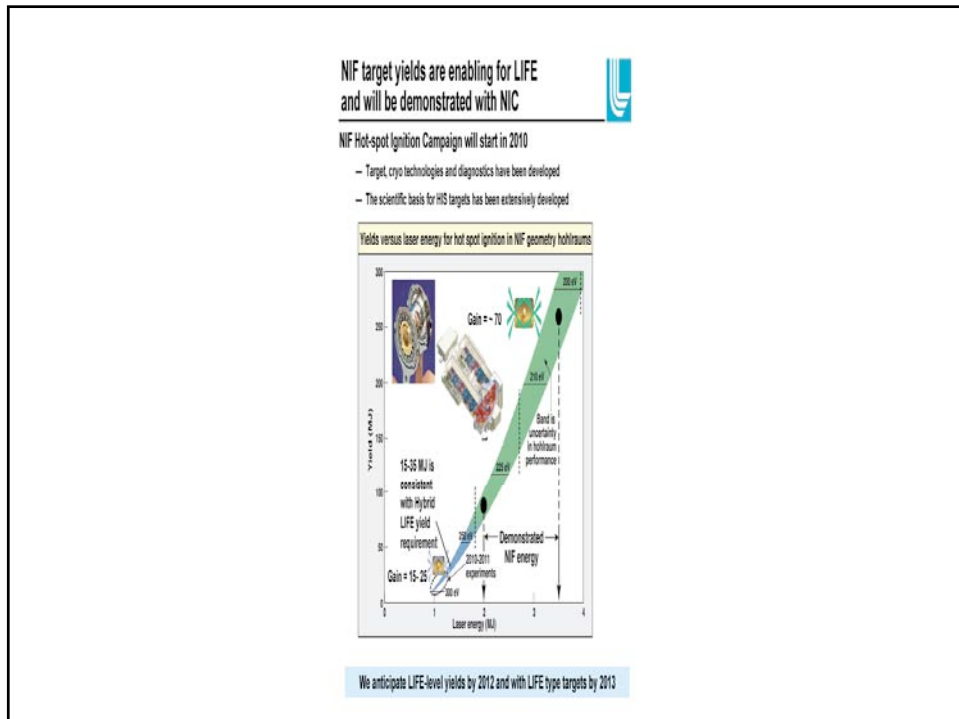 NIF target yields are enabling for LIFE
and will be demonstrated with NIC
NIF Hot-spot Ignition Campaign will start in 2010
— Target, cryo technologies and diagnostics have been developed
— The scientific basis for HIS targets has been extensively developed
Yields versus laser energy for hot spot ignition in NIF geometry hohlraums
300
200 eV
Gain = ~ 70
250
210 eV
200
Yield (MJ)
Band is
uncertainty
in hohlraum
performance
150
225 eV
15-35 MJ is
consistent
with Hybrid
LIFE yield
requirement
100
250 eV
Demonstrated
NIF energy
50
2010-2011
experiments
Gain = 15- 25
300 eV
0
0 1 2 3 4
Laser energy (MJ)
We anticipate LIFE-level yields by 2012 and with LIFE type targets by 2013